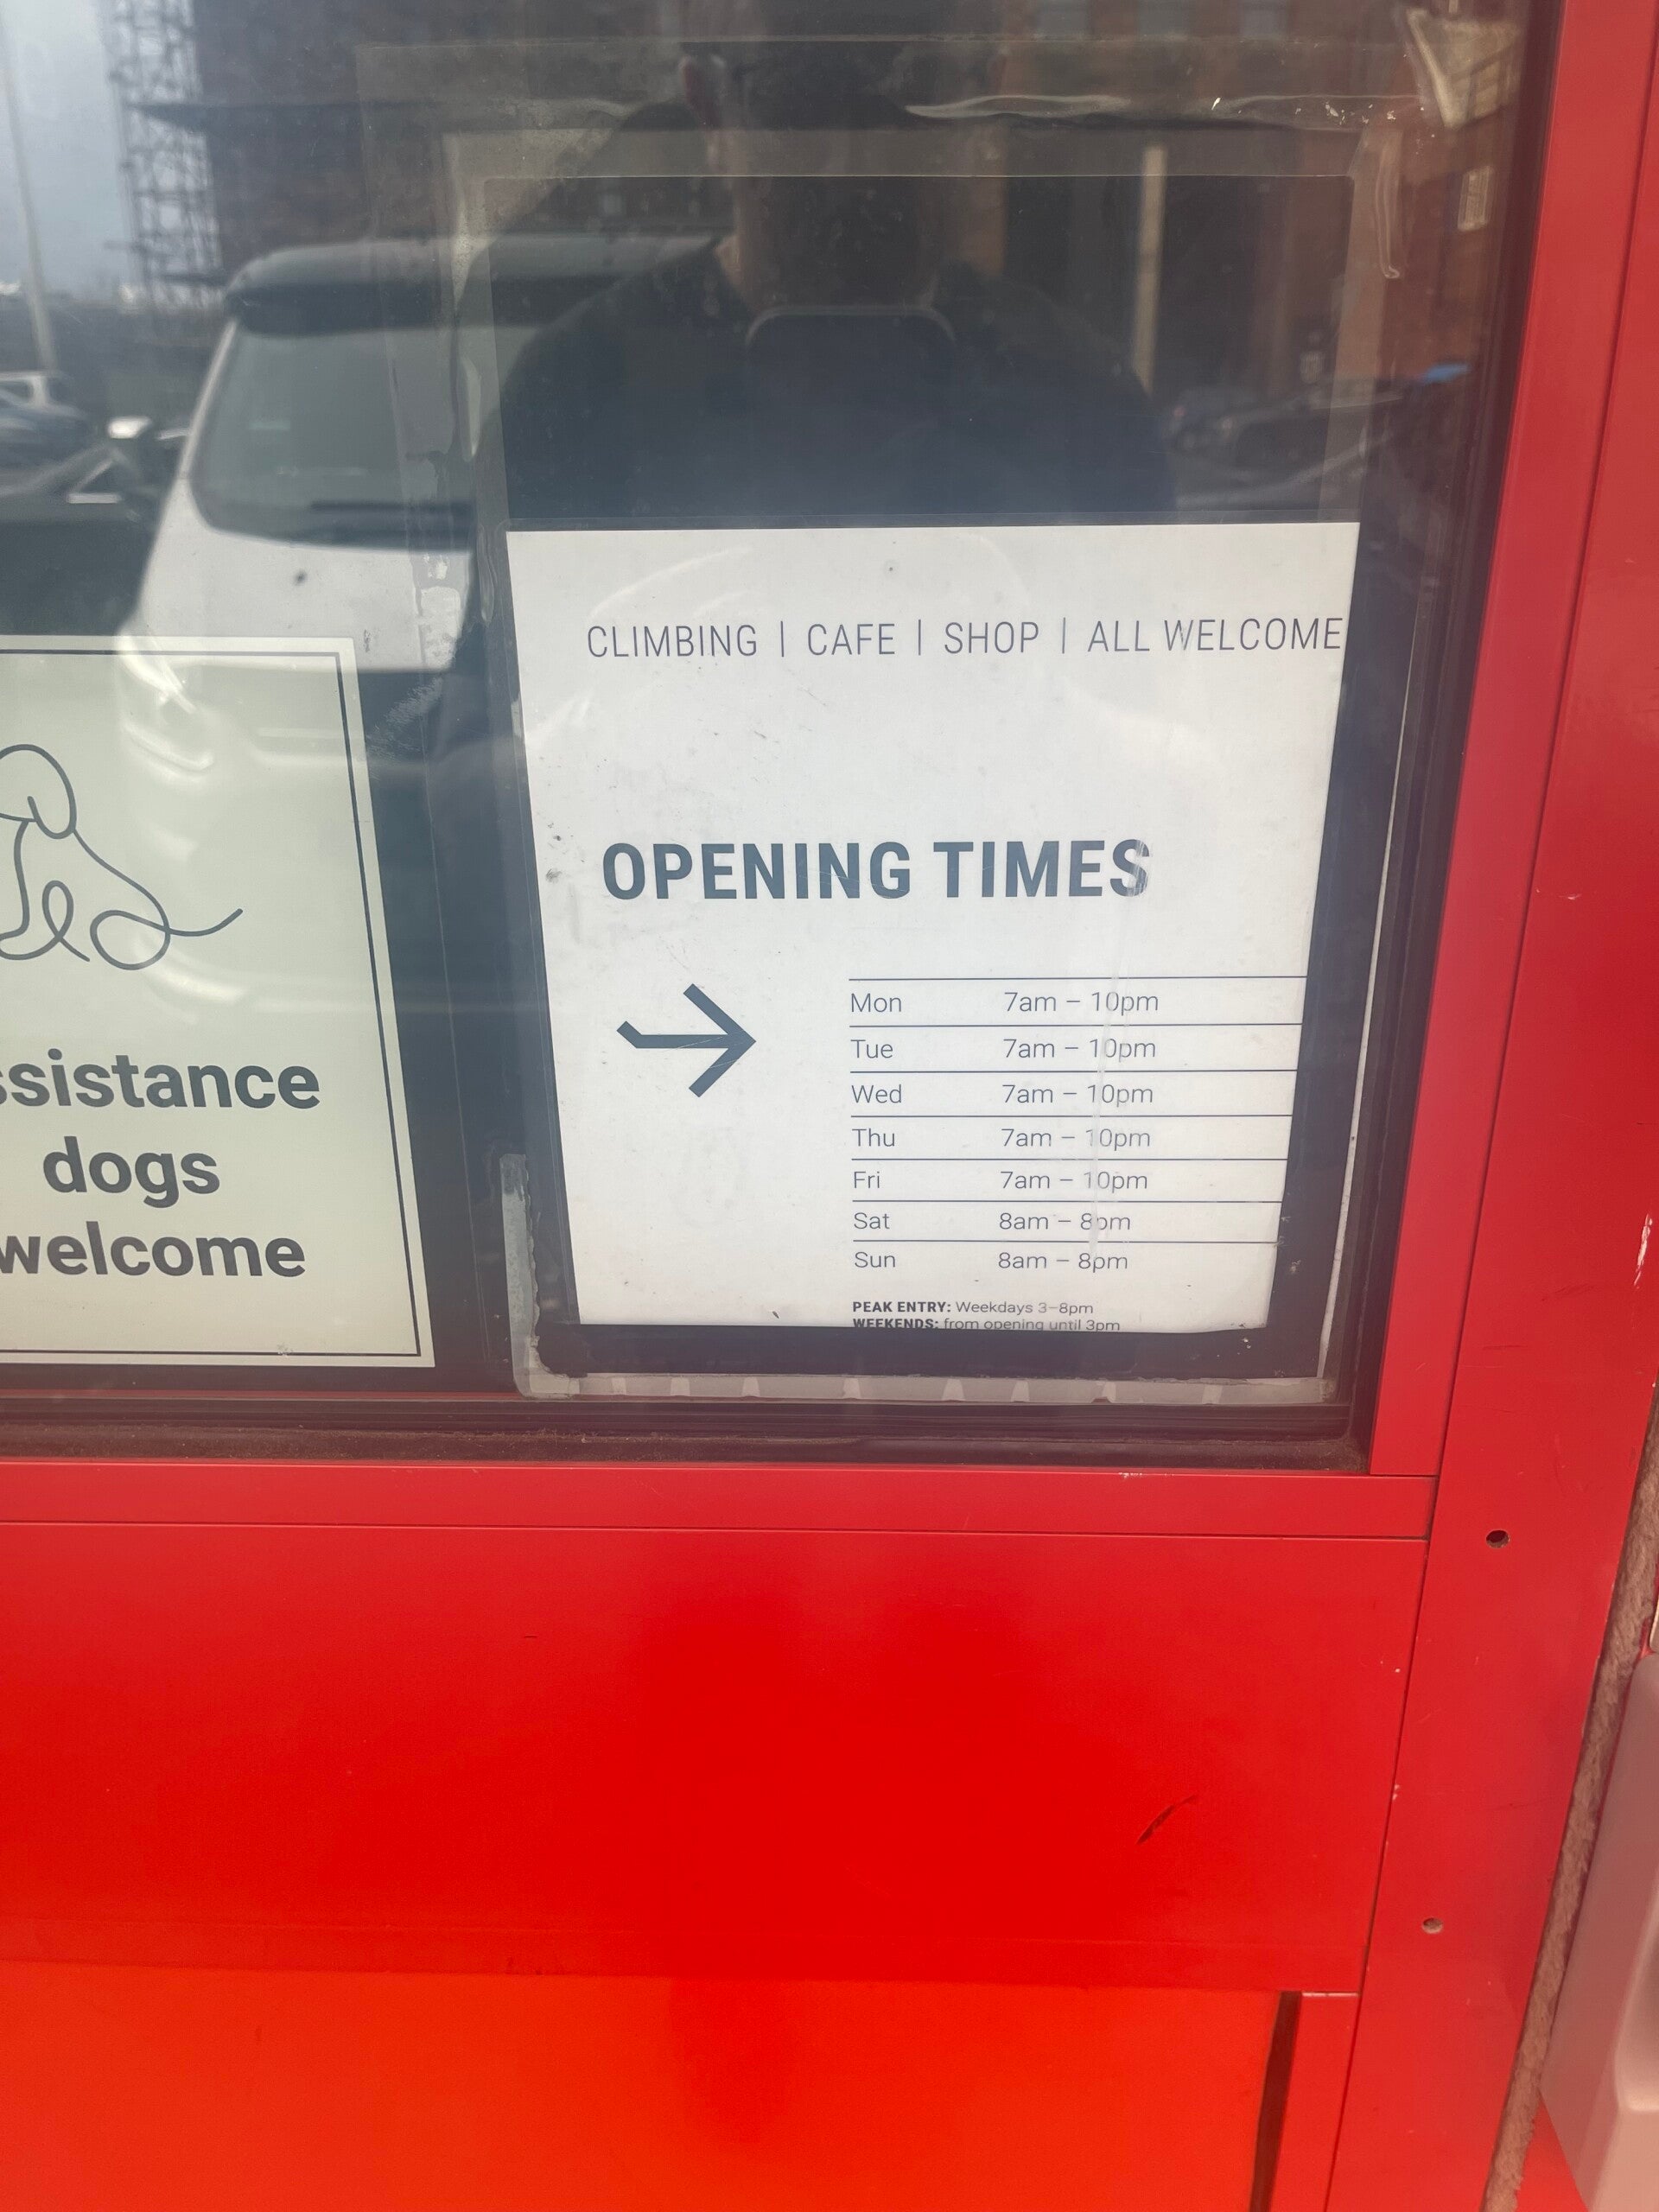 CLIMBING | CAFE | SHOP | ALL WELCOME
OPENING TIMES
Mon 7am – 10pm
Tue 7am – 10pm
Wed 7am – 10pm
Thu 7am – 10pm
Fri 7am – 10pm
Sat 8am – 8pm
Sun 8am – 8pm
PEAK ENTRY: Weekdays 3–8pm
WEEKENDS: from opening until 3pm
ssistance
dogs
welcome